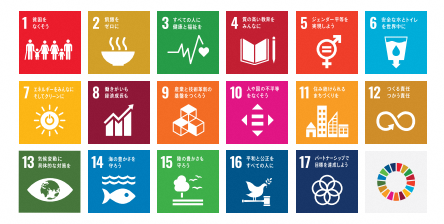 1 貧困を
なくそう
2 飢餓を
ゼロに
3 すべての人に
健康と福祉を
4 質の高い教育を
みんなに
5 ジェンダー平等を
実現しよう
6 安全な水とトイレ
を世界中に
7 エネルギーをみんなに
そしてクリーンに
8 働きがいも
経済成長も
9 産業と技術革新の
基盤をつくろう
10 人や国の不平等
をなくそう
11 住み続けられる
まちづくりを
12 つくる責任
つかう責任
13 気候変動に
具体的な対策を
14 海の豊かさを
守ろう
15 陸の豊かさも
守ろう
16 平和と公正を
すべての人に
17 パートナーシップで
目標を達成しよう